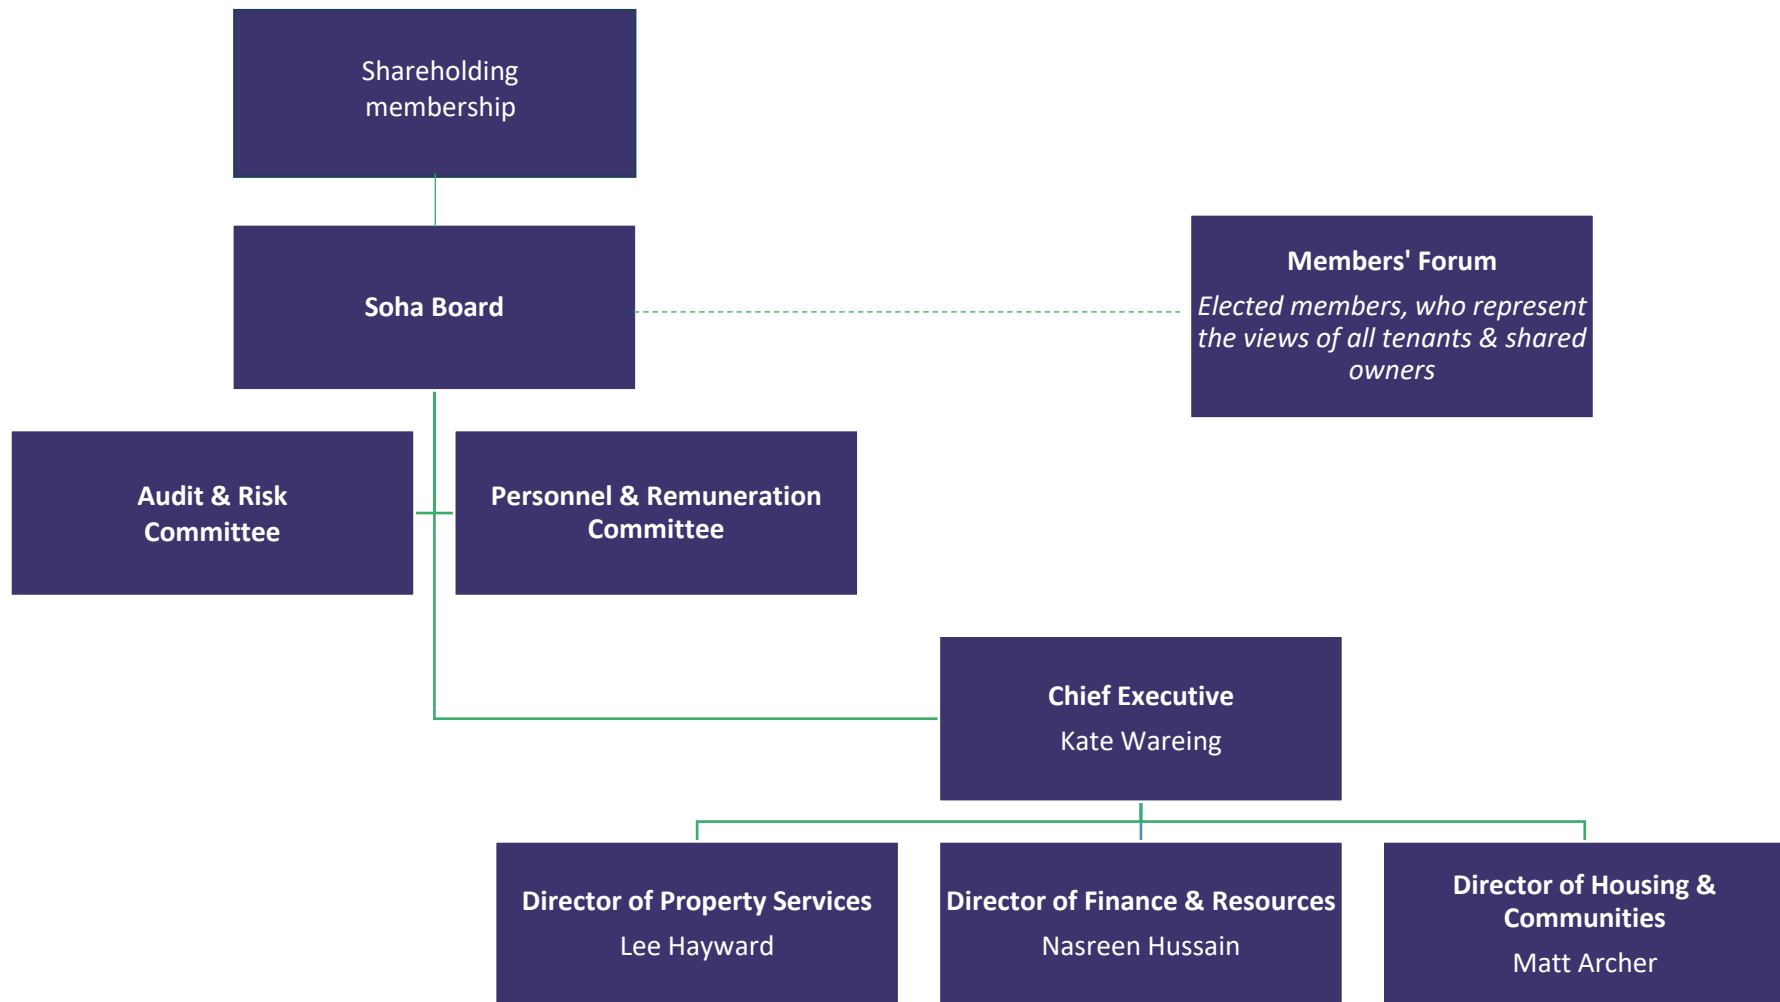 Shareholding
membership
Soha Board
Members' Forum
Elected members, who represent
the views of all tenants & shared
owners
Audit & Risk
Committee
Personnel & Remuneration
Committee
Chief Executive
Kate Wareing
Director of Property Services
Lee Hayward
Director of Finance & Resources
Nasreen Hussain
Director of Housing &
Communities
Matt Archer